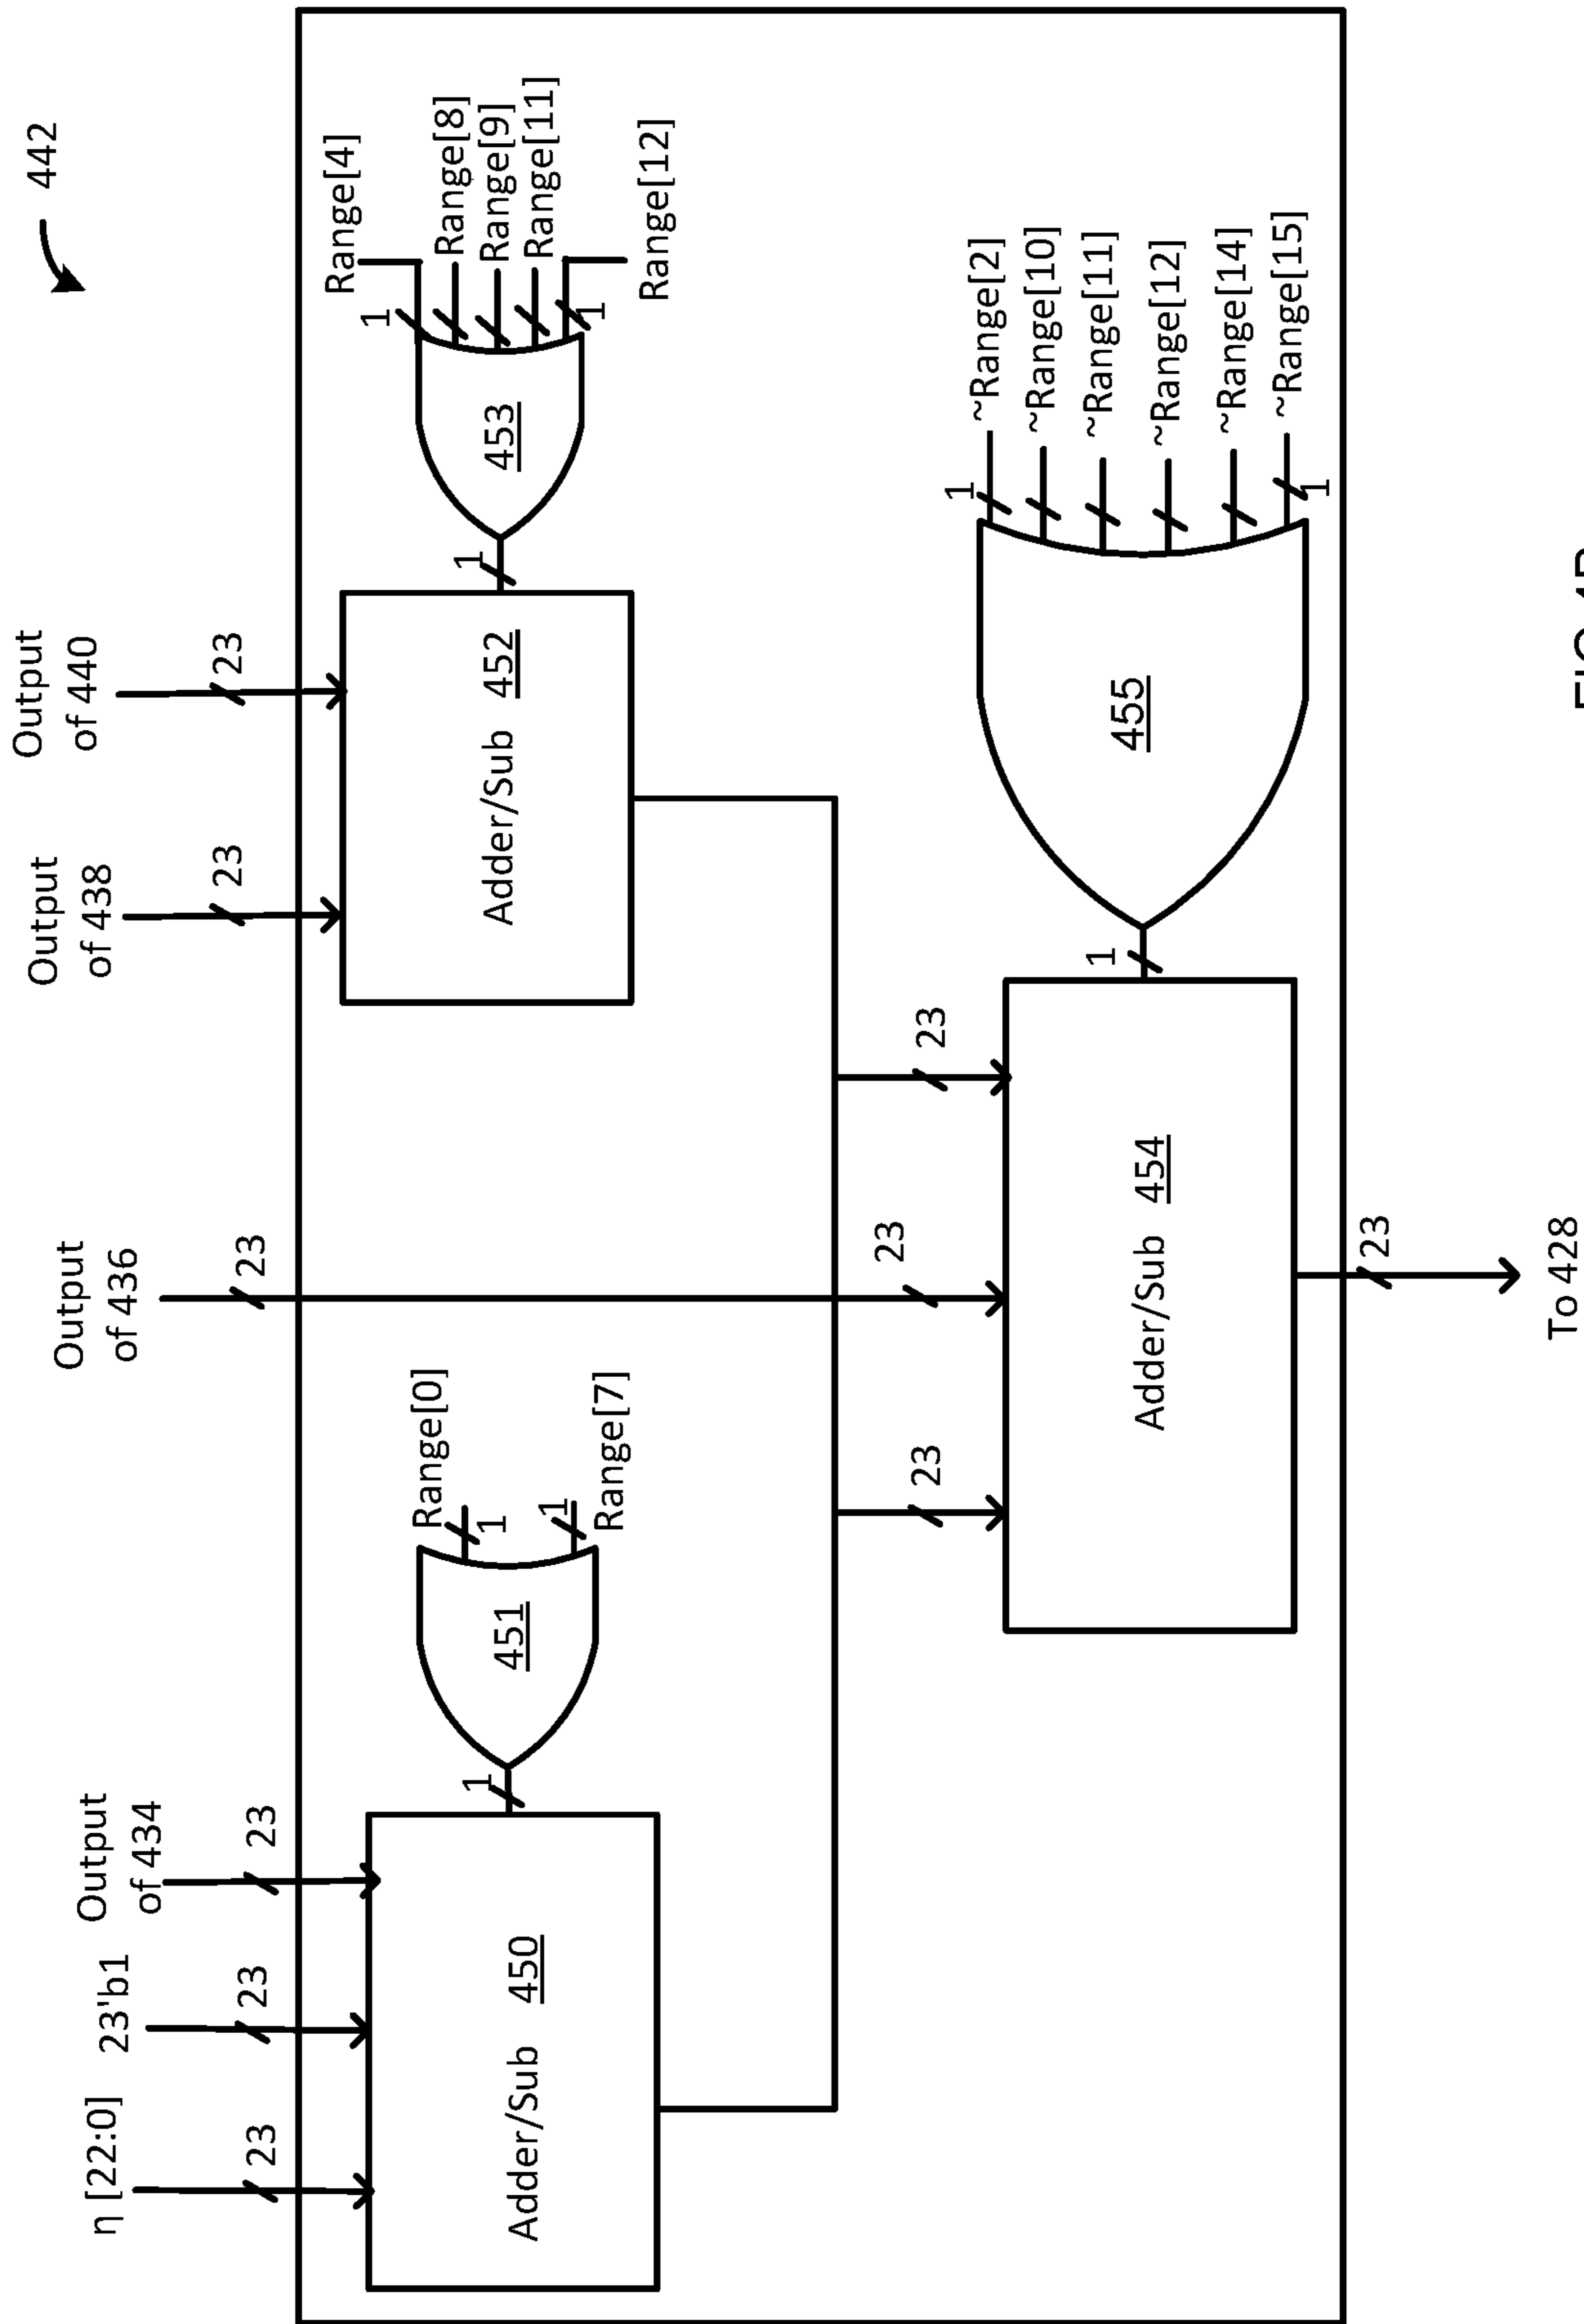 442
η [22:0]
23'b1
Output
of 434
Output
of 436
Output
of 438
Output
of 440
23
23
23
23
23
23
Adder/Sub 450
1
451
Range[0]
1
1
Range[7]
Adder/Sub 452
1
453
1
Range[4]
Range[8]
Range[9]
Range[11]
1
Range[12]
23
23
23
Adder/Sub 454
1
455
1
~Range[2]
~Range[10]
~Range[11]
~Range[12]
~Range[14]
~Range[15]
1
23
To 428
FIG